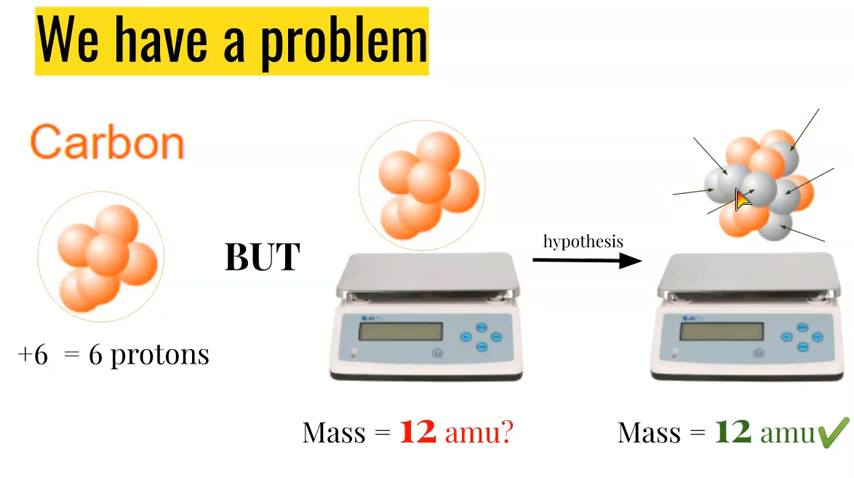 We have a problem
Carbon
BUT
hypothesis
+6 = 6 protons
Mass = 12 amu?
Mass = 12 amu✓